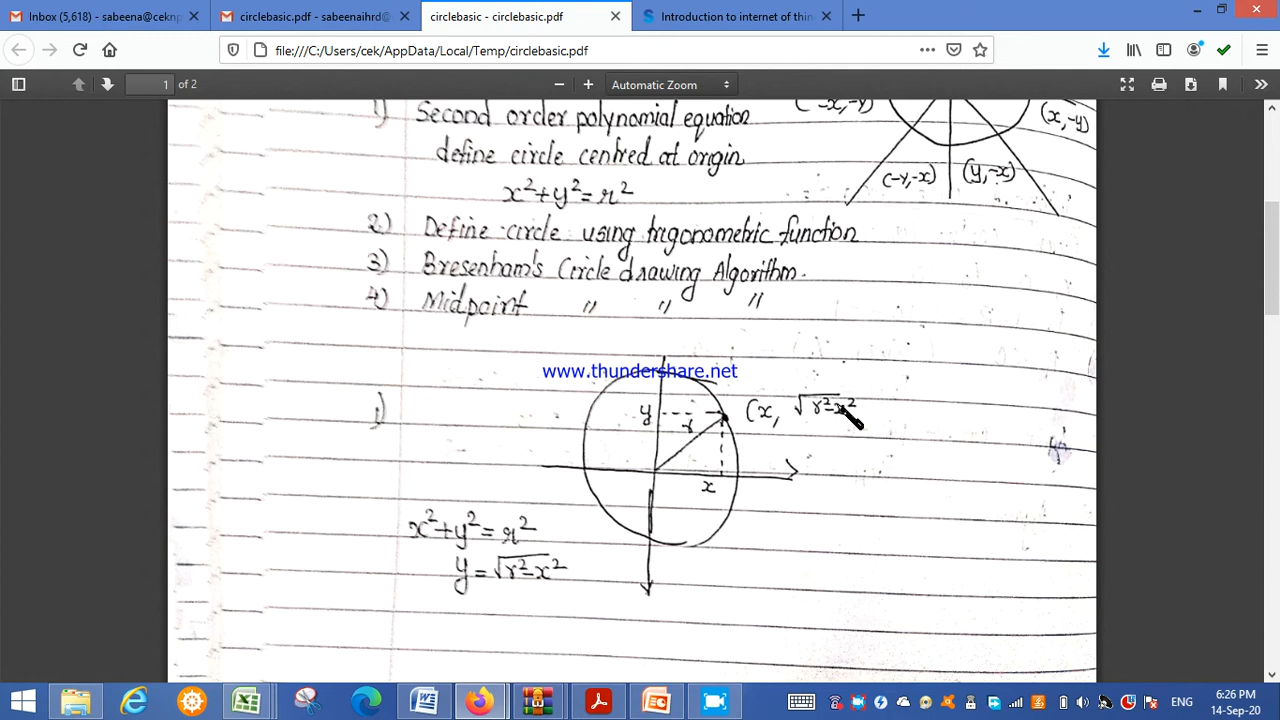 Inbox (5,618) - sabeena@ceknp
circlebasic.pdf - sabeenaihrd@
circlebasic - circlebasic.pdf
Introduction to internet of thin
file:///C:/Users/cek/AppData/Local/Temp/circlebasic.pdf
1 of 2
Automatic Zoom
(-x,-y)
(x,-y)
1) Second order polynomial equation
define circle centred at origin
x²+y²=r²
(-y,-x) (y,-x)
2) Define circle using trigonometric function
3) Bresenham's Circle drawing Algorithm.
4) Midpoint " " "
www.thundershare.net
1)
y
r
(x, √r²-x²
x
x²+y²=r²
y=√r²-x²
ENG
6:26 PM
14-Sep-20